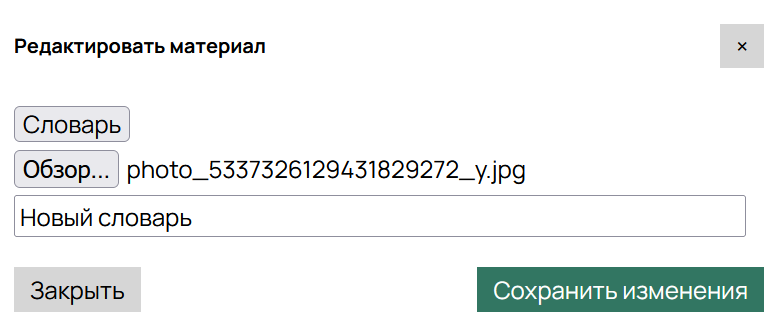 Редактировать материал ×
Словарь
Обзор... photo_5337326129431829272_y.jpg
Новый словарь
Закрыть Сохранить изменения